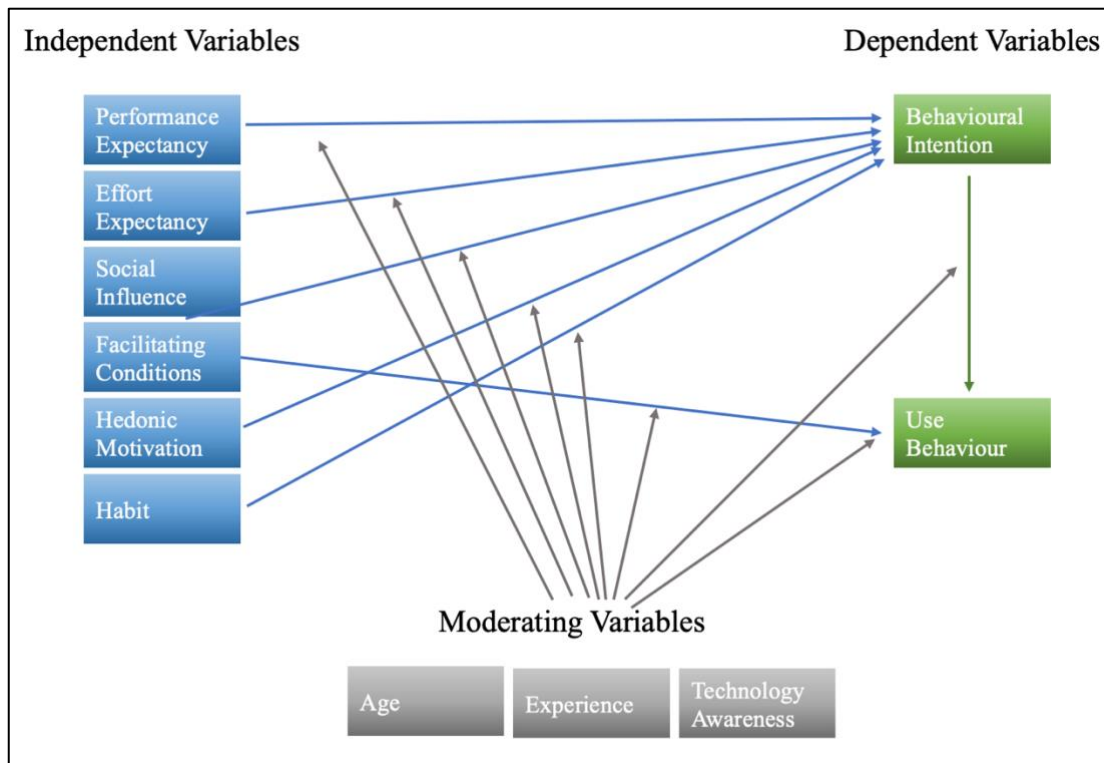 Independent Variables
Dependent Variables
Performance
Expectancy
Effort
Expectancy
Social
Influence
Facilitating
Conditions
Hedonic
Motivation
Habit
Behavioural
Intention
Use
Behaviour
Moderating Variables
Age
Experience
Technology
Awareness